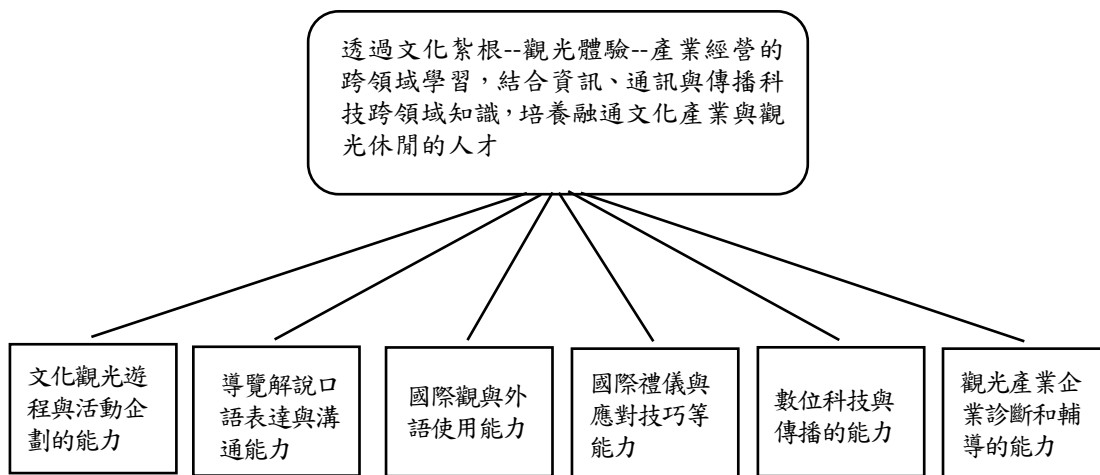 透過文化紮根--觀光體驗--產業經營的
跨領域學習，結合資訊、通訊與傳播科
技跨領域知識，培養融通文化產業與觀
光休閒的人才
文化觀光遊
程與活動企
劃的能力
導覽解說口
語表達與溝
通能力
國際觀與外
語使用能力
國際禮儀與
應對技巧等
能力
數位科技與
傳播的能力
觀光產業企
業診斷和輔
導的能力